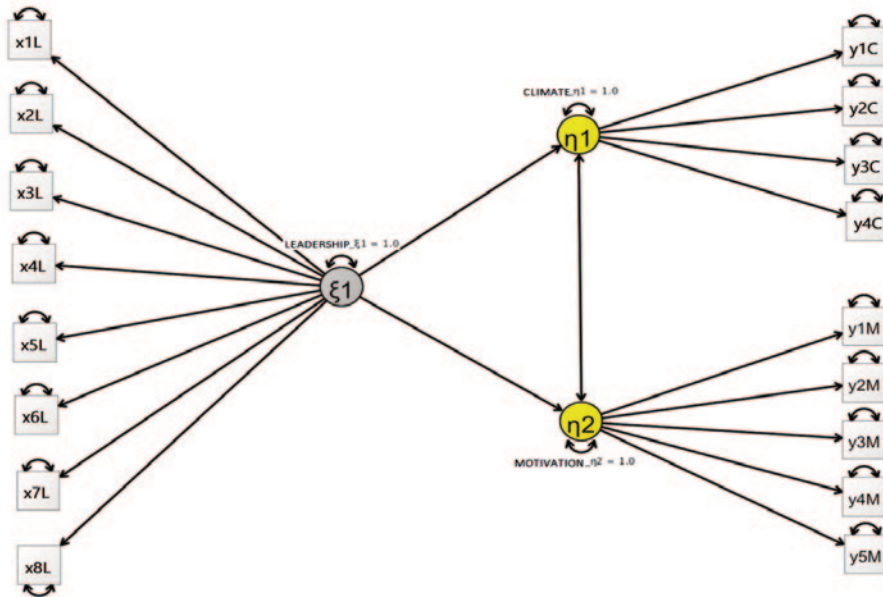 x1L
x2L
x3L
x4L
x5L
x6L
x7L
x8L
LEADERSHIP_ξ1 = 1.0
ξ1
CLIMATE_η1 = 1.0
η1
η2
MOTIVATION_η2 = 1.0
y1C
y2C
y3C
y4C
y1M
y2M
y3M
y4M
y5M